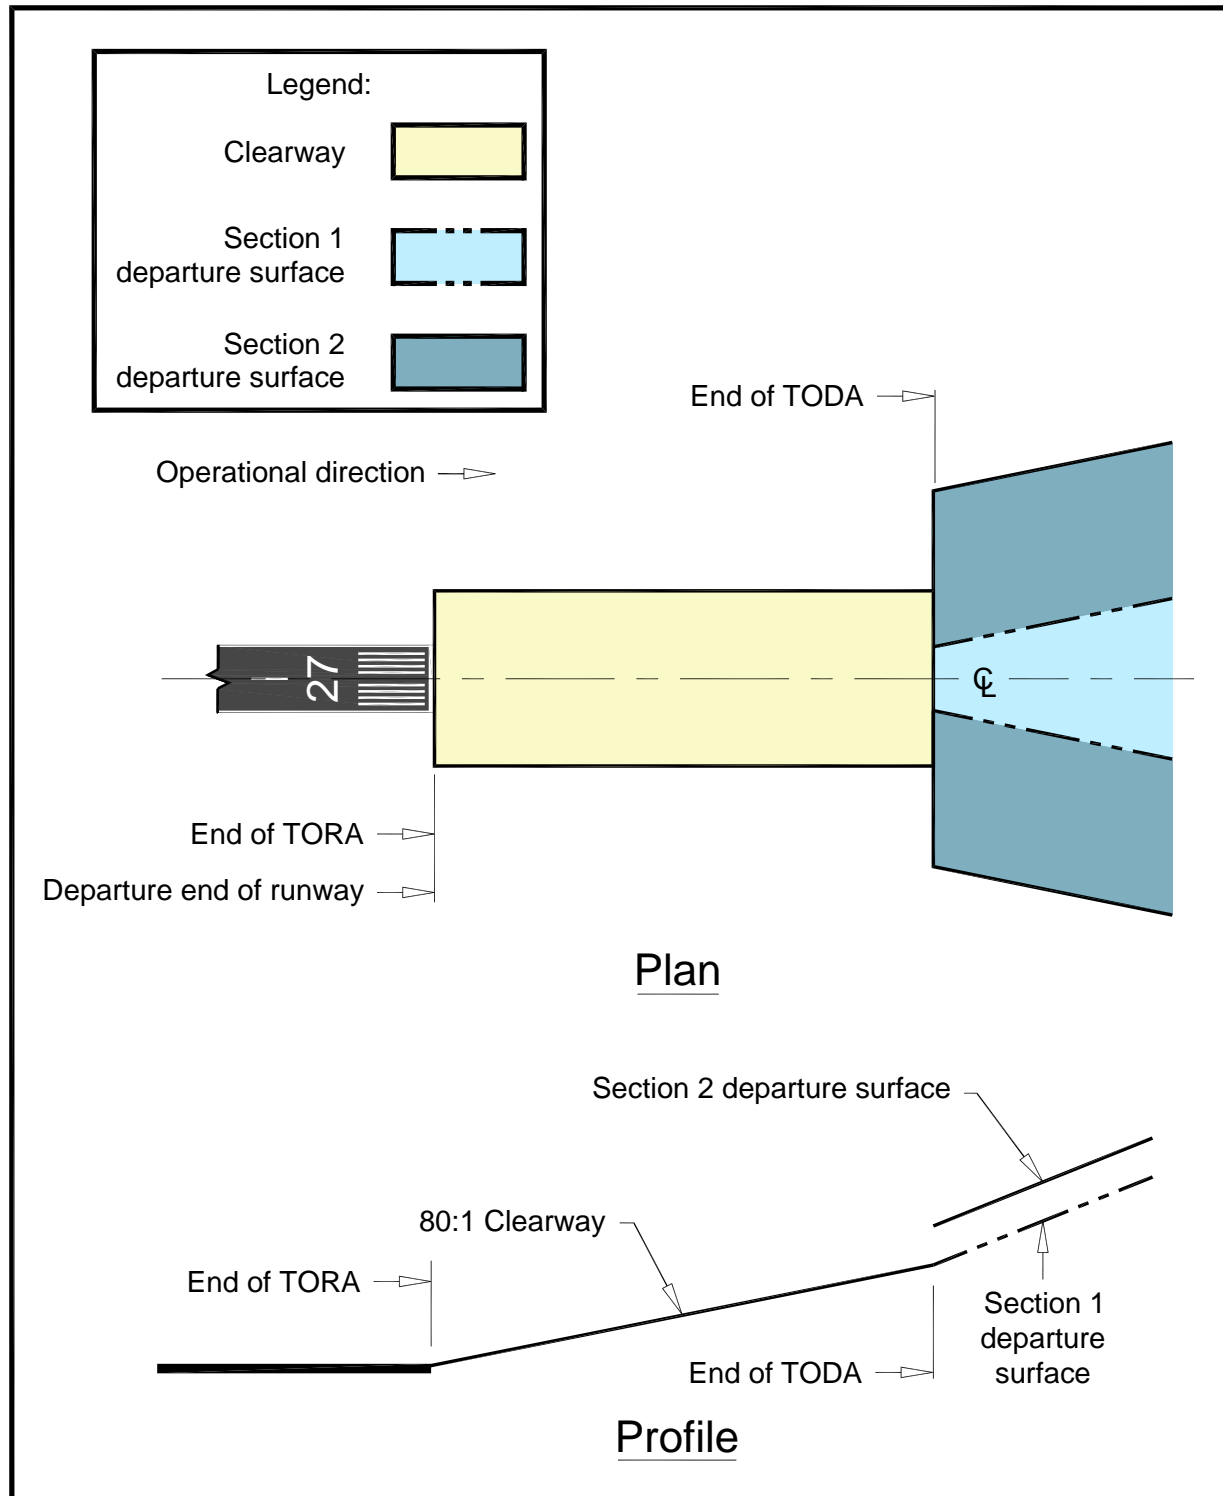 Legend:
Clearway
Section 1
departure surface
Section 2
departure surface
End of TODA
Operational direction
27
℄
End of TORA
Departure end of runway
Plan
Section 2 departure surface
80:1 Clearway
End of TORA
Section 1
departure
surface
End of TODA
Profile